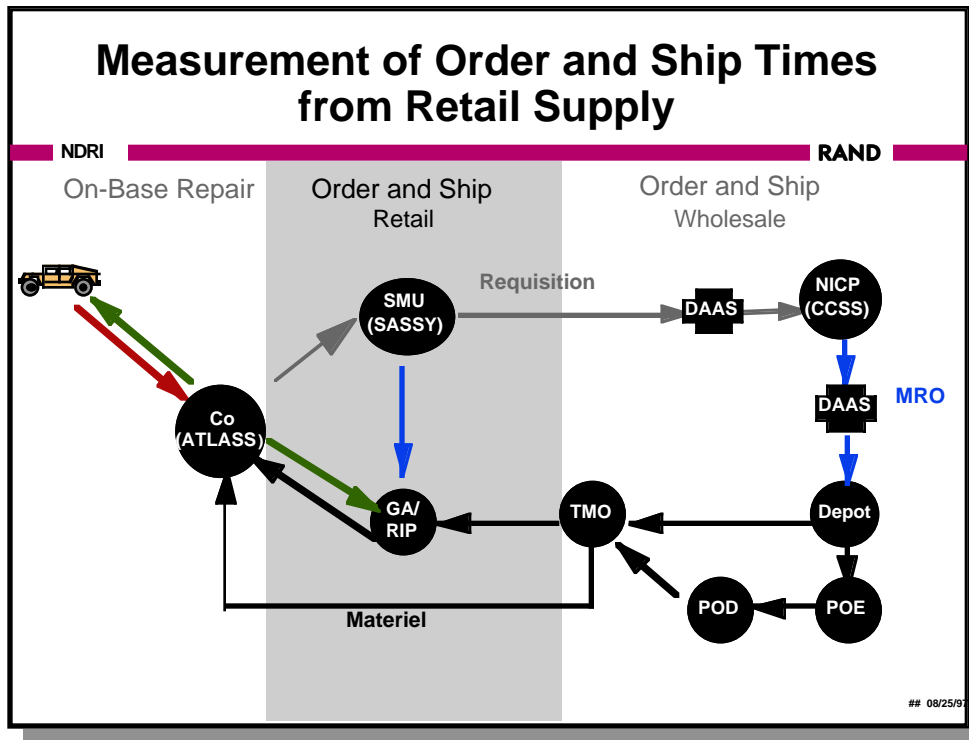 Measurement of Order and Ship Times
from Retail Supply
NDRI
RAND
On-Base Repair
Order and Ship
Retail
Order and Ship
Wholesale
Requisition
SMU
(SASSY)
DAAS
NICP
(CCSS)
DAAS
MRO
Co
(ATLASS)
GA/
RIP
TMO
Depot
POD
POE
Materiel
## 08/25/97